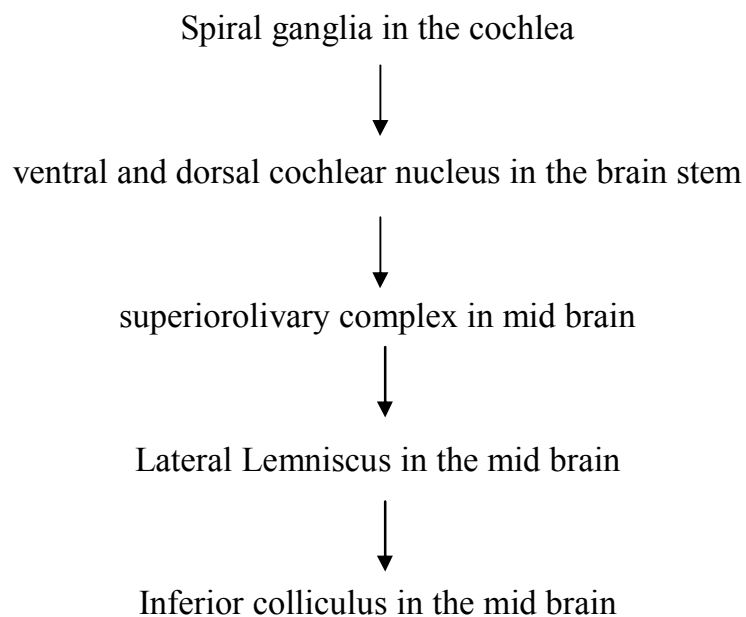 Spiral ganglia in the cochlea
ventral and dorsal cochlear nucleus in the brain stem
superiorolivary complex in mid brain
Lateral Lemniscus in the mid brain
Inferior colliculus in the mid brain